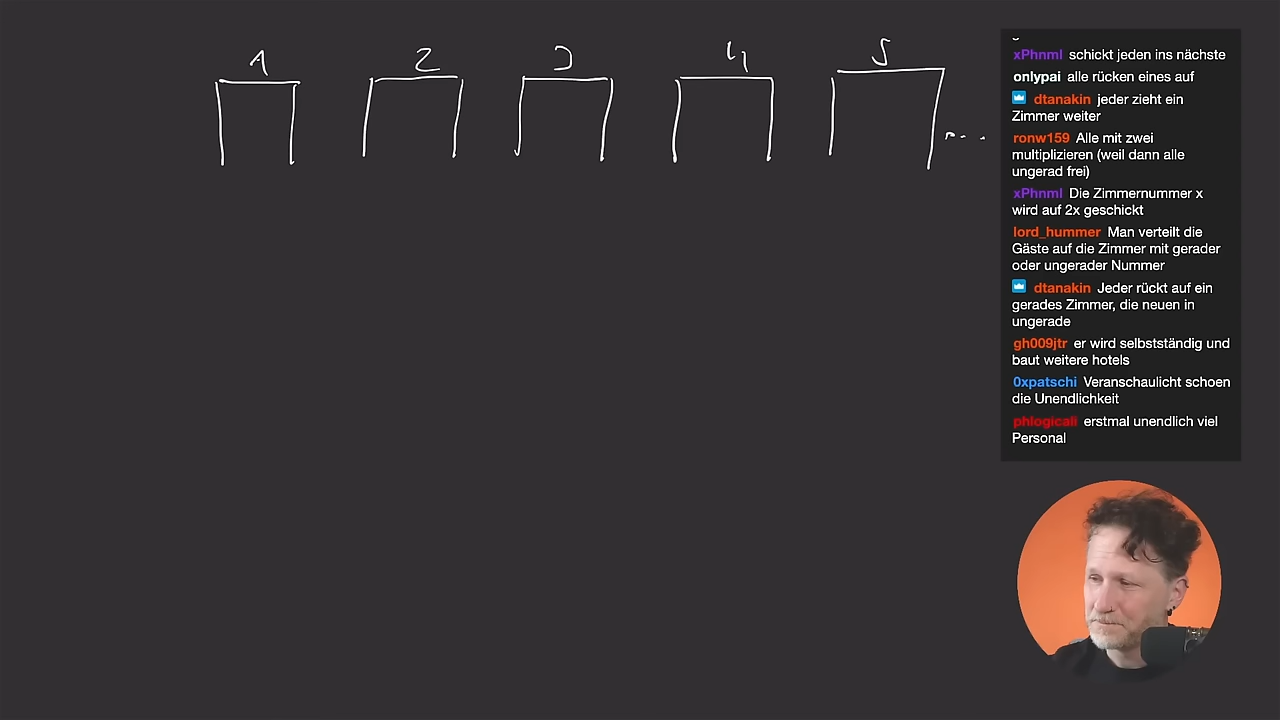 1 2 3 4 5
...
xPhnml schickt jeden ins nächste
onlypai alle rücken eines auf
dtanakin jeder zieht ein
Zimmer weiter
ronw159 Alle mit zwei
multiplizieren (weil dann alle
ungerad frei)
xPhnml Die Zimmernummer x
wird auf 2x geschickt
lord_hummer Man verteilt die
Gäste auf die Zimmer mit gerader
oder ungerader Nummer
dtanakin Jeder rückt auf ein
gerades Zimmer, die neuen in
ungerade
gh009jtr er wird selbstständig und
baut weitere hotels
0xpatschi Veranschaulicht schoen
die Unendlichkeit
phlogicall erstmal unendlich viel
Personal